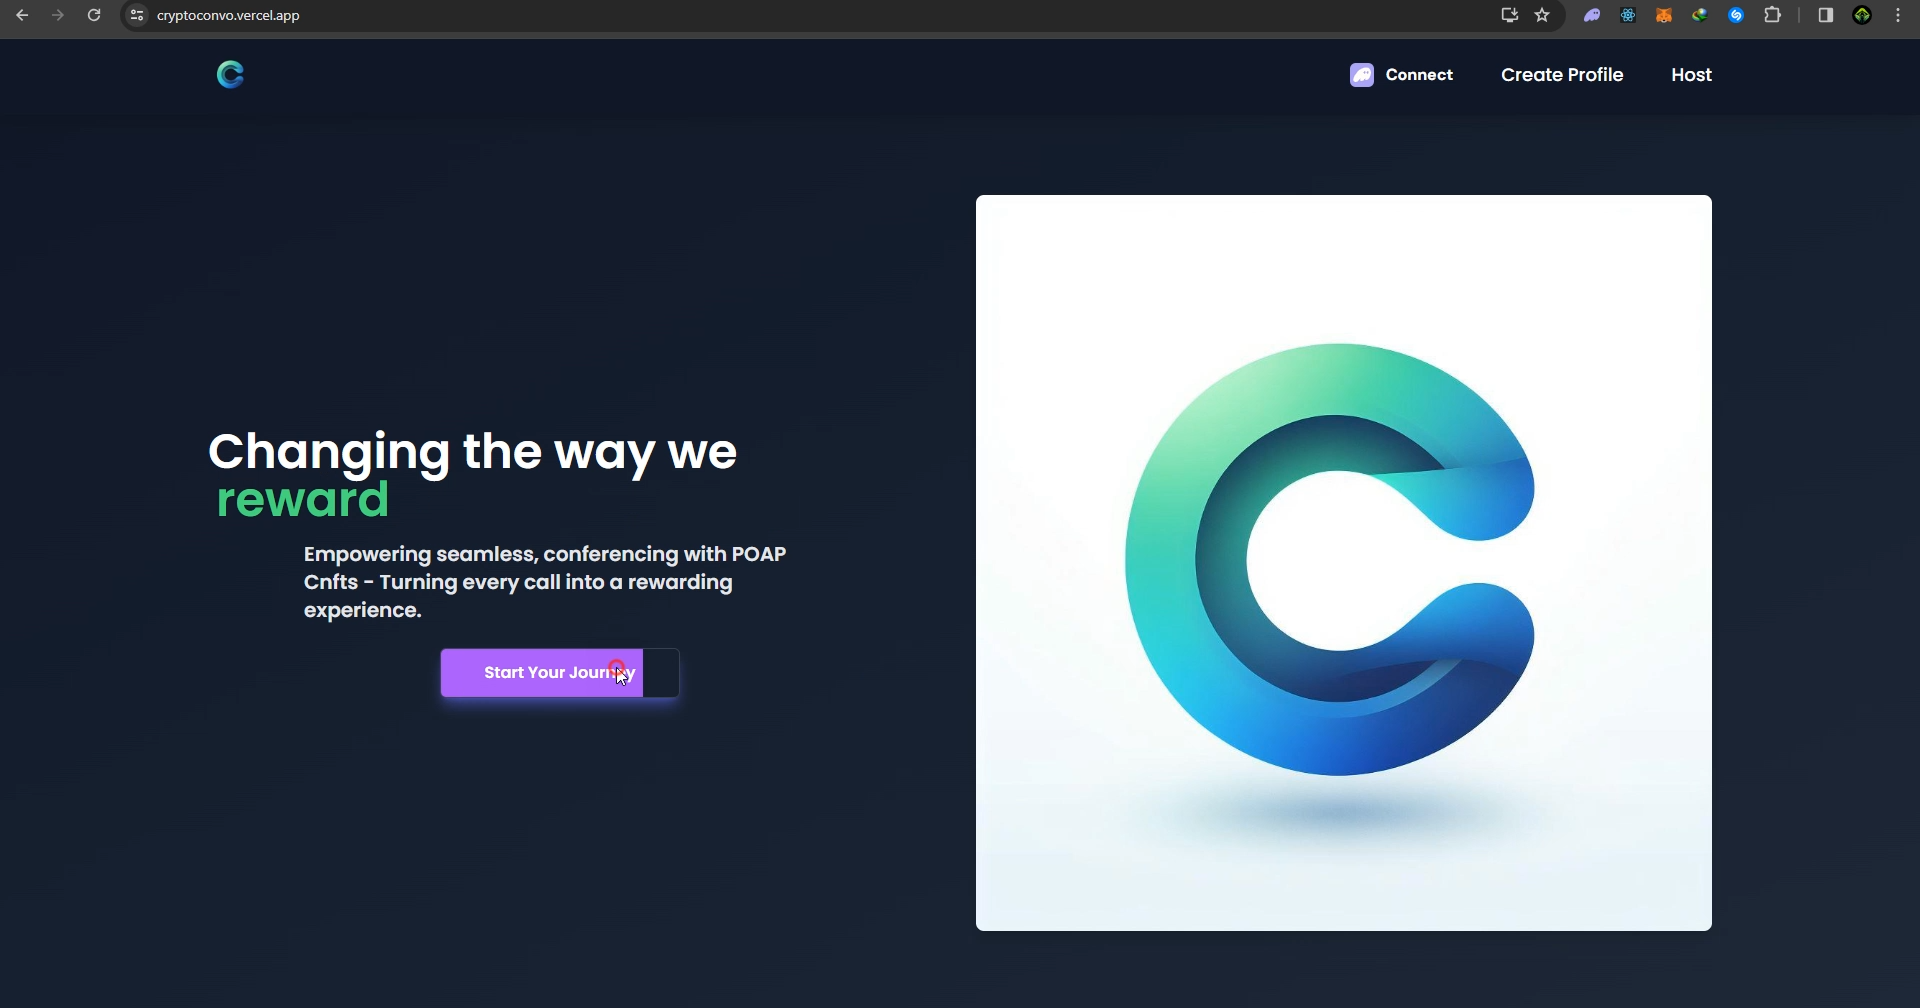 cryptoconvo.vercel.app
Connect
Create Profile
Host
Changing the way we
reward
Empowering seamless, conferencing with POAP
Cnfts - Turning every call into a rewarding
experience.
Start Your Journey